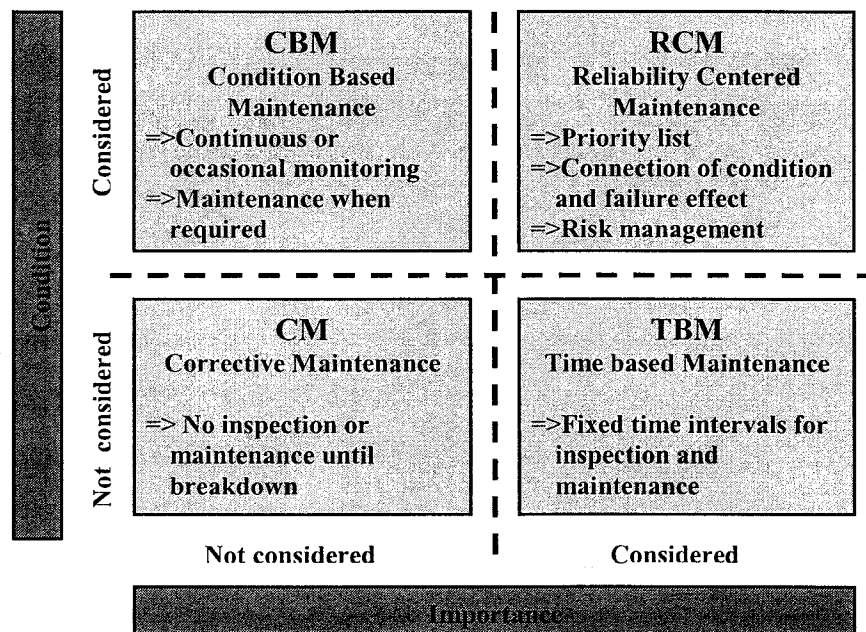 CBM
Condition Based
Maintenance
=>Continuous or
occasional monitoring
=>Maintenance when
required
RCM
Reliability Centered
Maintenance
=>Priority list
=>Connection of condition
and failure effect
=>Risk management
Considered
Condition
CM
Corrective Maintenance
=> No inspection or
maintenance until
breakdown
TBM
Time based Maintenance
=>Fixed time intervals for
inspection and
maintenance
Not considered
Not considered
Considered
Importance